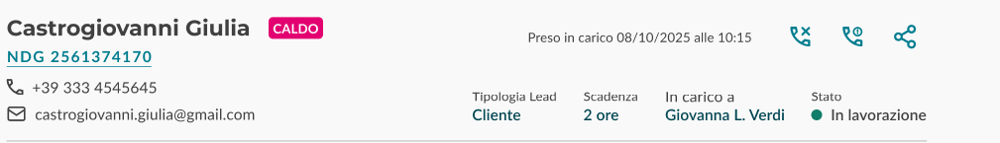 Castrogiovanni Giulia CALDO
Preso in carico 08/10/2025 alle 10:15
NDG 2561374170
+39 333 4545645
castrogiovanni.giulia@gmail.com
Tipologia Lead
Cliente
Scadenza
2 ore
In carico a
Giovanna L. Verdi
Stato
In lavorazione